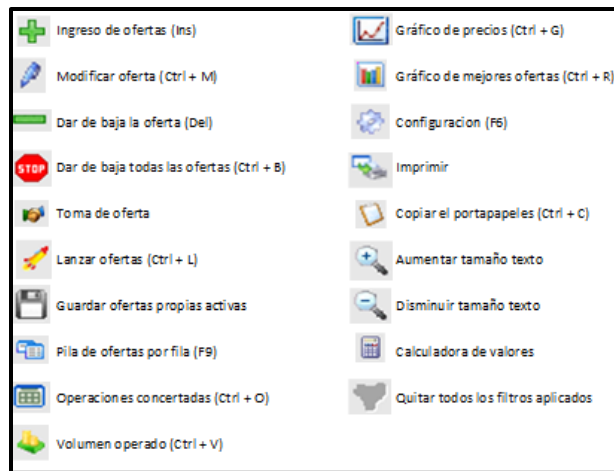 Ingreso de ofertas (Ins)
Modificar oferta (Ctrl + M)
Dar de baja la oferta (Del)
STOP Dar de baja todas las ofertas (Ctrl + B)
Toma de oferta
Lanzar ofertas (Ctrl + L)
Guardar ofertas propias activas
Pila de ofertas por fila (F9)
Operaciones concertadas (Ctrl + O)
Volumen operado (Ctrl + V)
Gráfico de precios (Ctrl + G)
Gráfico de mejores ofertas (Ctrl + R)
Configuracion (F6)
Imprimir
Copiar el portapapeles (Ctrl + C)
Aumentar tamaño texto
Disminuir tamaño texto
Calculadora de valores
Quitar todos los filtros aplicados